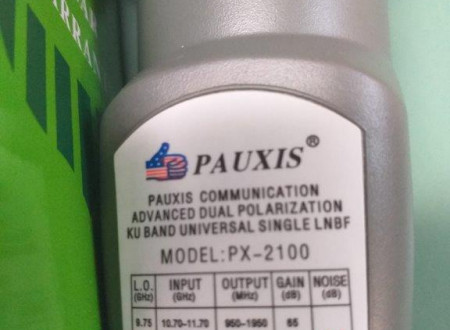 PAUXIS®
PAUXIS COMMUNICATION
ADVANCED DUAL POLARIZATION
KU BAND UNIVERSAL SINGLE LNBF
MODEL:PX-2100
L.O. (GHz) INPUT (GHz) OUTPUT (MHz) GAIN (dB) NOISE (dB)
9.75 10.70-11.70 950-1950 65